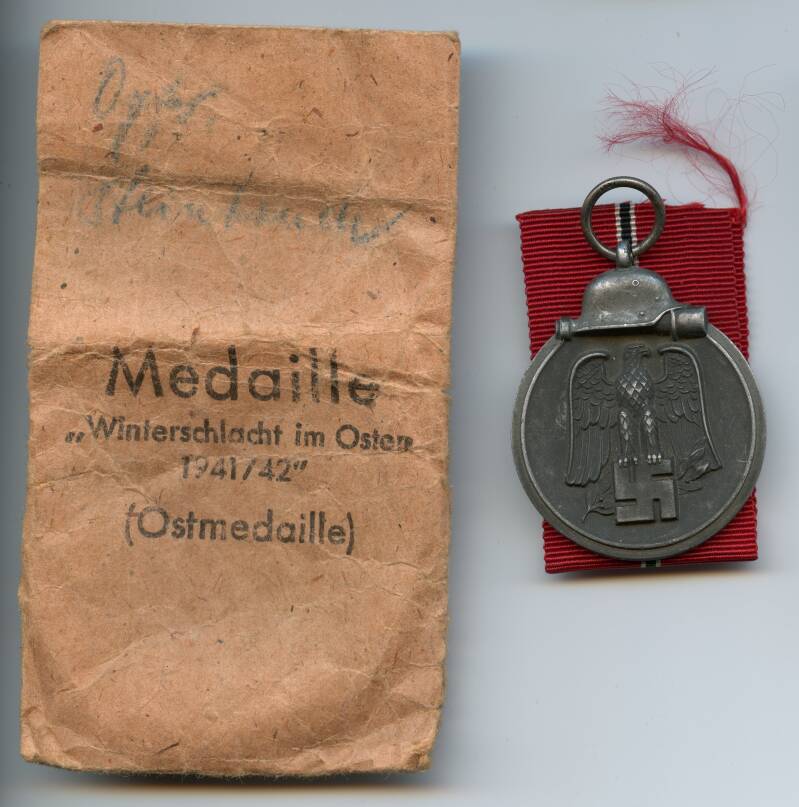 Medaille
„Winterschlacht im Osten
1941/42"
(Ostmedaille)